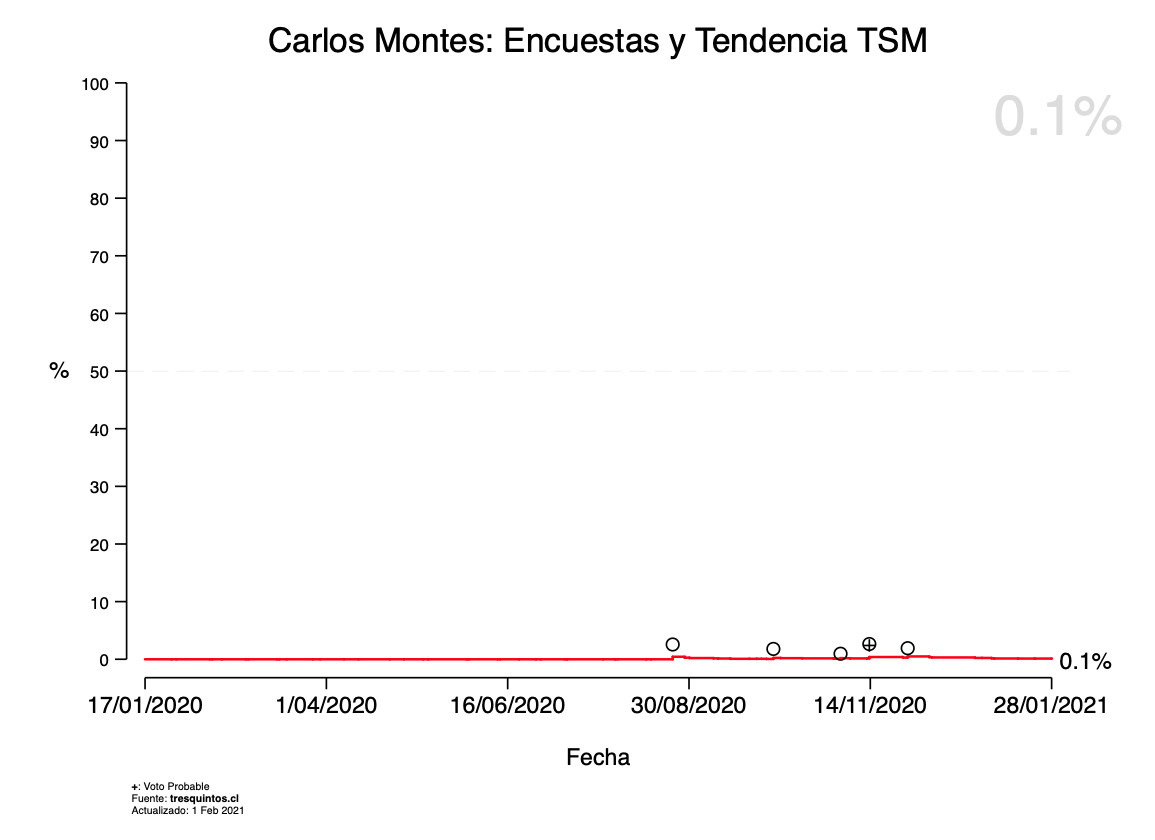 Carlos Montes: Encuestas y Tendencia TSM
0.1%
100
90
80
70
60
% 50
40
30
20
10
0
0.1%
17/01/2020 1/04/2020 16/06/2020 30/08/2020 14/11/2020 28/01/2021
Fecha
+: Voto Probable
Fuente: tresquintos.cl
Actualizado: 1 Feb 2021